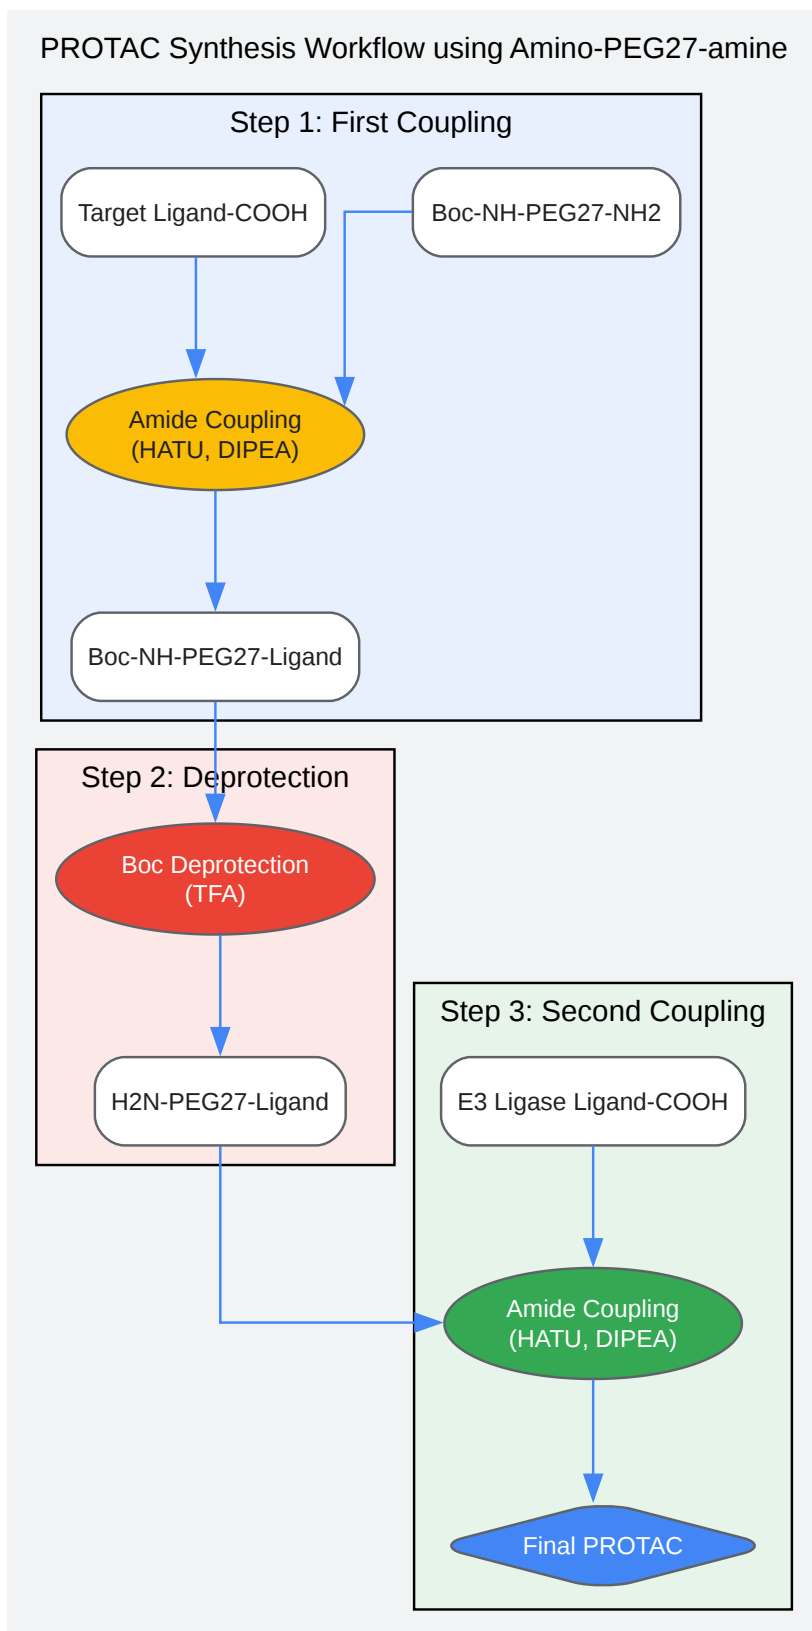 PROTAC Synthesis Workflow using Amino-PEG27-amine
Step 1: First Coupling
Target Ligand-COOH
Boc-NH-PEG27-NH2
Amide Coupling
(HATU, DIPEA)
Boc-NH-PEG27-Ligand
Step 2: Deprotection
Boc Deprotection
(TFA)
H2N-PEG27-Ligand
Step 3: Second Coupling
E3 Ligase Ligand-COOH
Amide Coupling
(HATU, DIPEA)
Final PROTAC